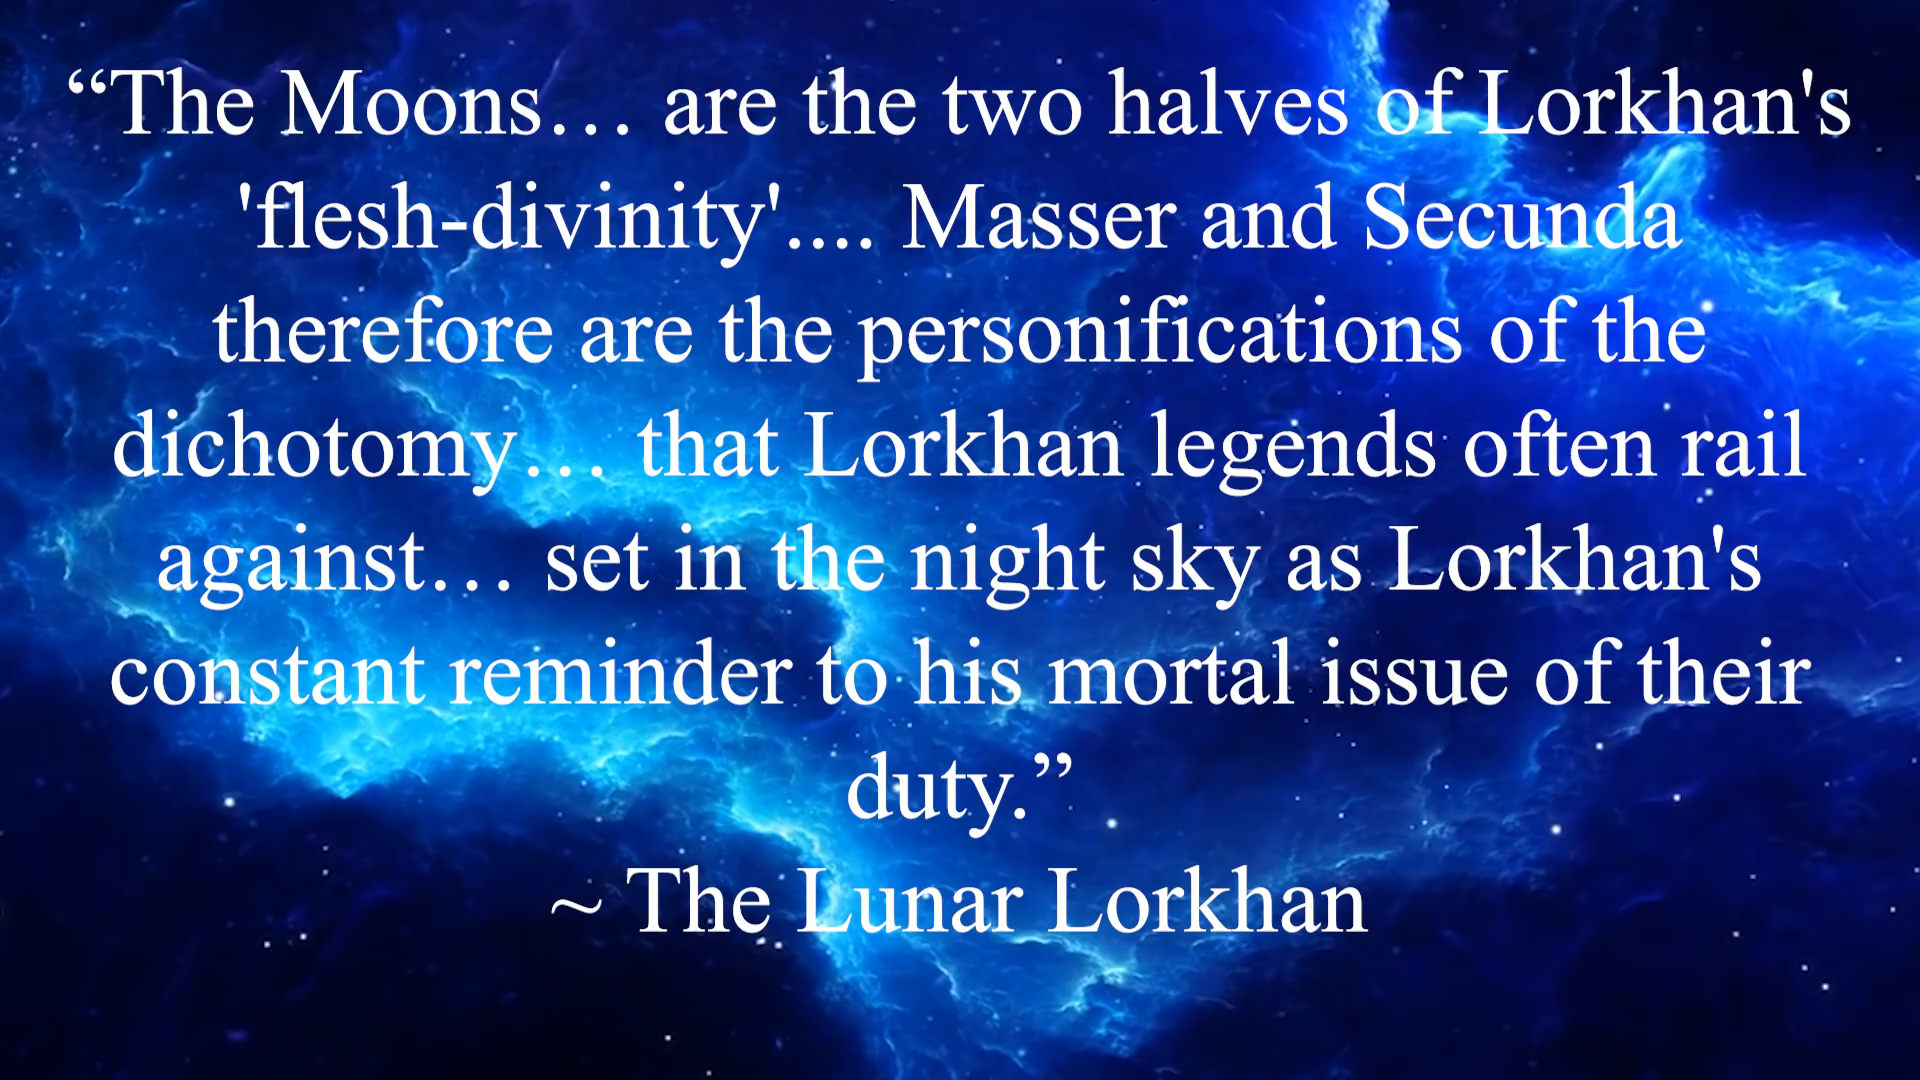 “The Moons… are the two halves of Lorkhan's
'flesh-divinity'.... Masser and Secunda
therefore are the personifications of the
dichotomy… that Lorkhan legends often rail
against… set in the night sky as Lorkhan's
constant reminder to his mortal issue of their
duty.”
~ The Lunar Lorkhan